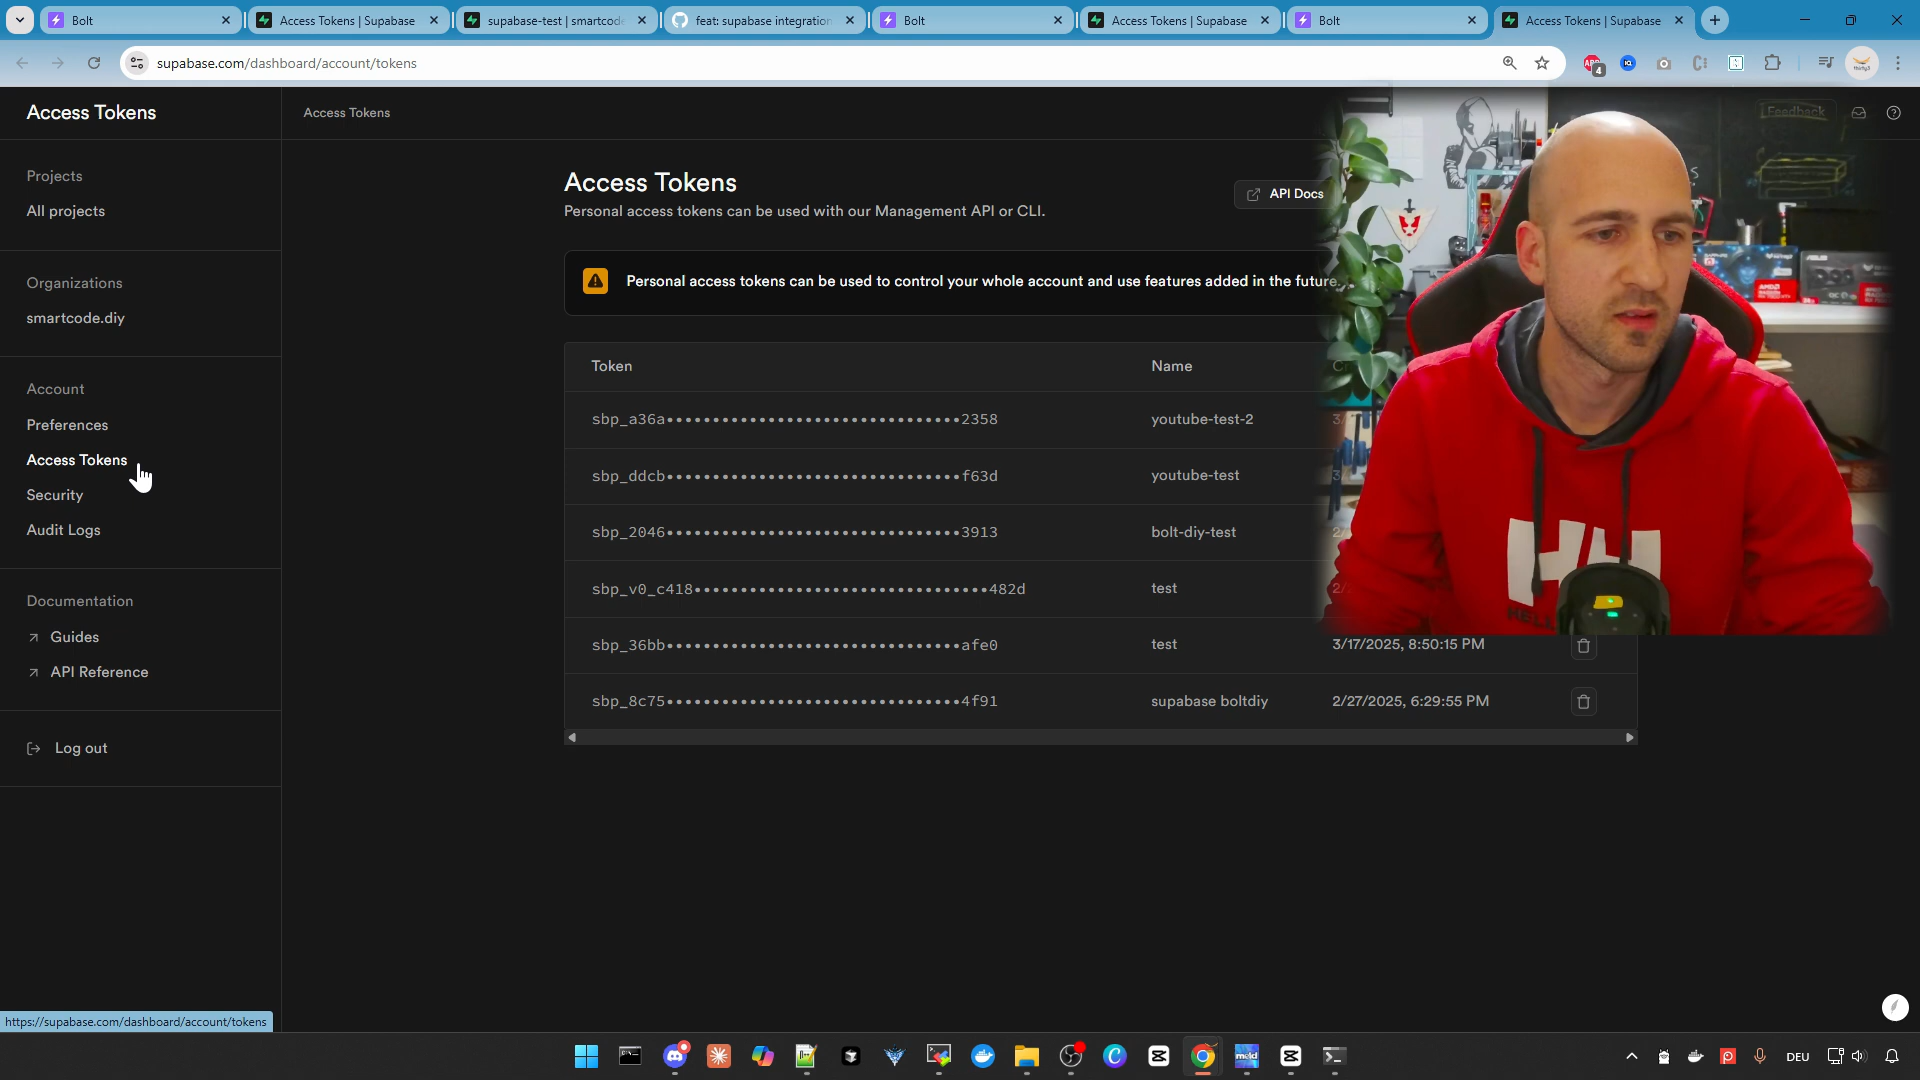 Bolt
Access Tokens | Supabase
supabase-test | smartcode
feat: supabase integration
Bolt
Access Tokens | Supabase
Bolt
Access Tokens | Supabase
supabase.com/dashboard/account/tokens
4
Access Tokens
Access Tokens
Feedback
Projects
All projects
Organizations
smartcode.diy
Account
Preferences
Access Tokens
Security
Audit Logs
Documentation
Guides
API Reference
Log out
Access Tokens
Personal access tokens can be used with our Management API or CLI.
API Docs
Personal access tokens can be used to control your whole account and use features added in the future.
Token Name
sbp_a36a••••••••••••••••••••••••••••••••2358 youtube-test-2
sbp_ddcb••••••••••••••••••••••••••••••••f63d youtube-test
sbp_2046••••••••••••••••••••••••••••••••3913 bolt-diy-test
sbp_v0_c418••••••••••••••••••••••••••••••••482d test
sbp_36bb••••••••••••••••••••••••••••••••afe0 test 3/17/2025, 8:50:15 PM
sbp_8c75••••••••••••••••••••••••••••••••4f91 supabase boltdiy 2/27/2025, 6:29:55 PM
HH
https://supabase.com/dashboard/account/tokens
DEU